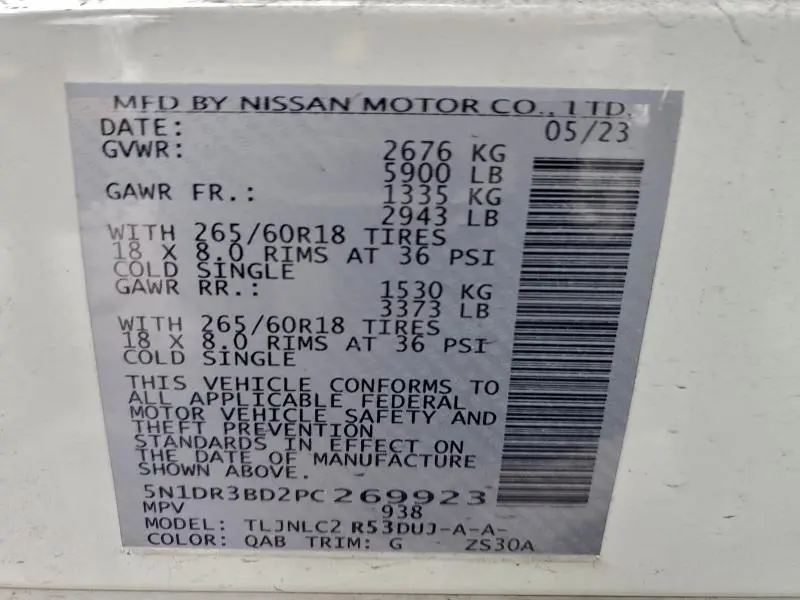 MFD BY NISSAN MOTOR CO., LTD.
DATE: 05/23
GVWR: 2676 KG
5900 LB
GAWR FR.: 1335 KG
2943 LB
WITH 265/60R18 TIRES
18 X 8.0 RIMS AT 36 PSI
COLD SINGLE
GAWR RR.: 1530 KG
3373 LB
WITH 265/60R18 TIRES
18 X 8.0 RIMS AT 36 PSI
COLD SINGLE
THIS VEHICLE CONFORMS TO
ALL APPLICABLE FEDERAL
MOTOR VEHICLE SAFETY AND
THEFT PREVENTION
STANDARDS IN EFFECT ON
THE DATE OF MANUFACTURE
SHOWN ABOVE.
5N1DR3BD2PC269923
MPV 938
MODEL: TLJNLC2 R53DUJ-A-A-
COLOR: QAB TRIM: G ZS30A